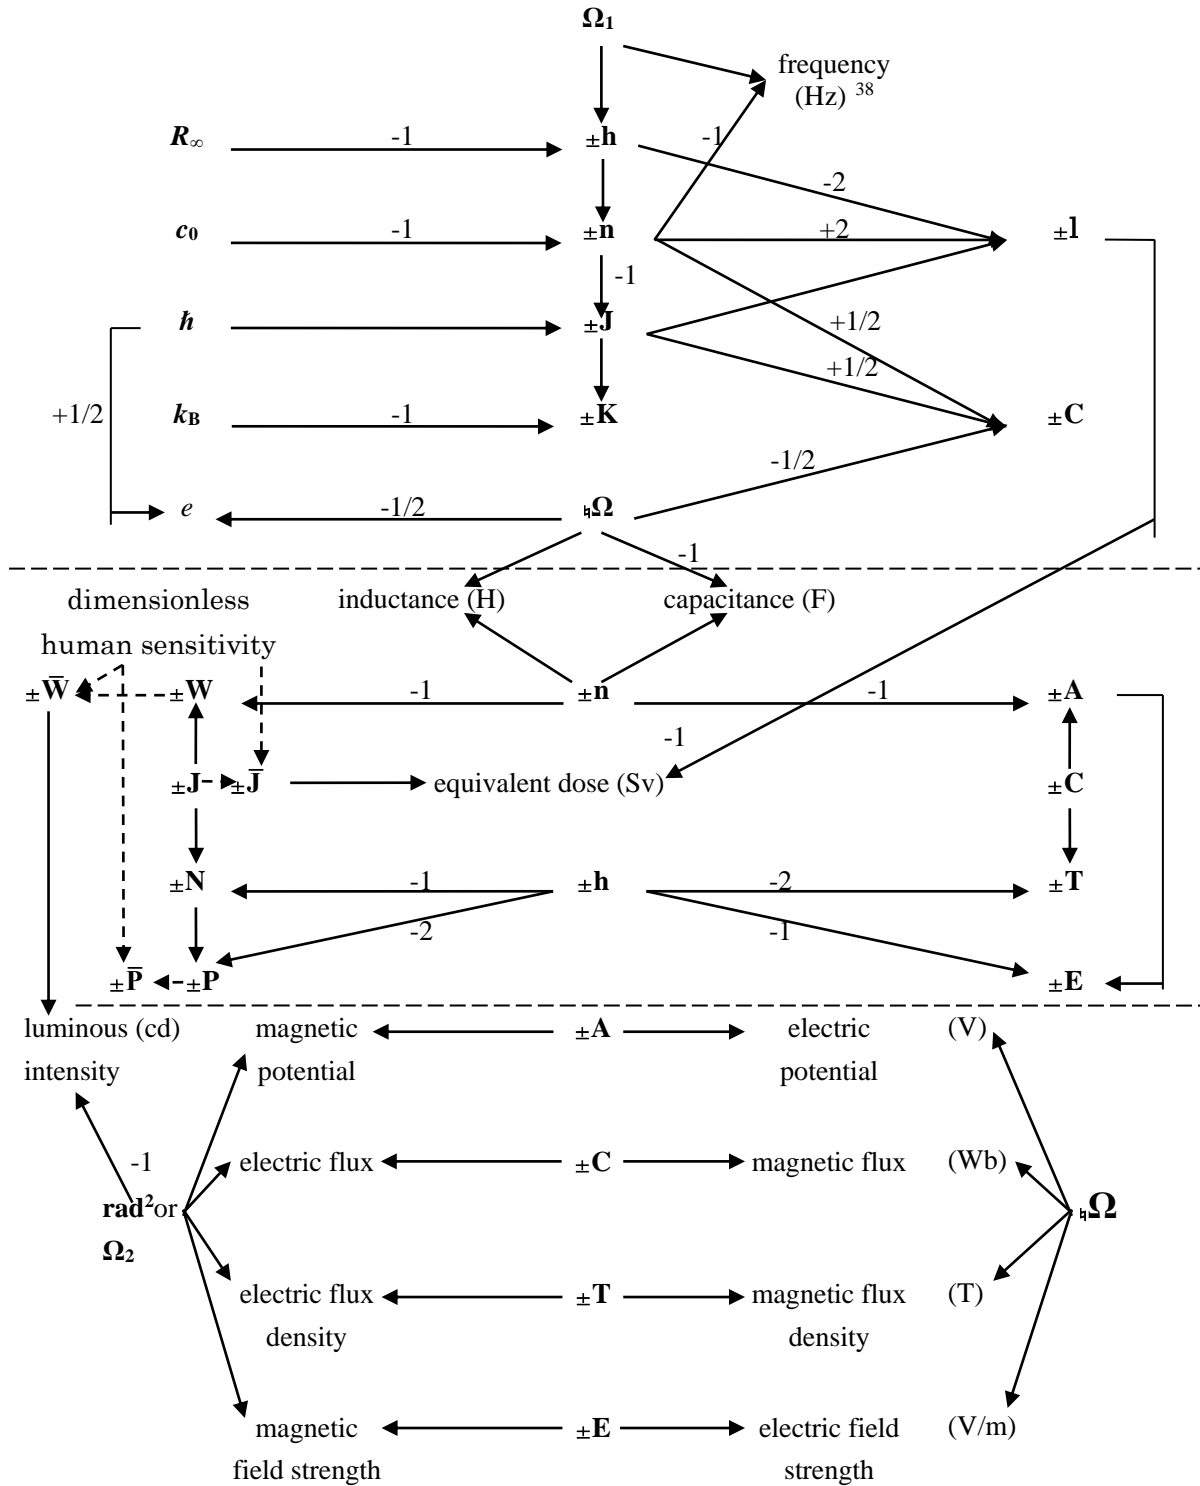 Ω₁
frequency
(Hz) ³⁸
R∞ -1 ±h -1
-2
c₀ -1 ±n +2 ±l
-1
ħ ±J +1/2
+1/2
+1/2 k_B -1 ±K ±C
-1/2
e -1/2 ♮Ω
-1
dimensionless inductance (H) capacitance (F)
human sensitivity
±W̄ ±W -1 ±n -1 ±A
-1
±J ±J̄ equivalent dose (Sv) ±C
±N -1 ±h -2 ±T
-2 -1
±P̄ ±P ±E
luminous (cd) magnetic ±A electric (V)
intensity potential potential
-1 electric flux ±C magnetic flux (Wb)
rad² or ♮Ω
Ω₂
electric flux ±T magnetic flux (T)
density density
magnetic ±E electric field (V/m)
field strength strength